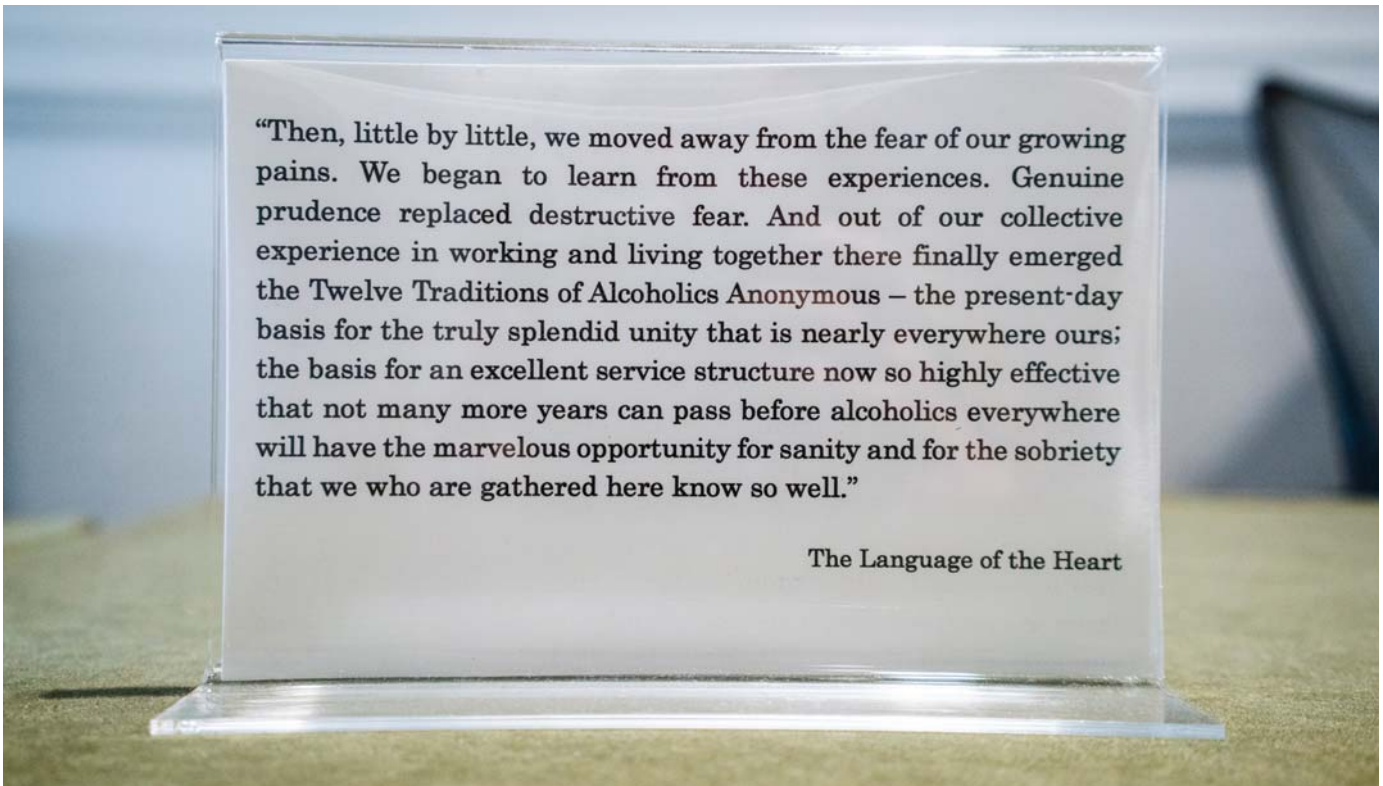 “Then, little by little, we moved away from the fear of our growing
pains. We began to learn from these experiences. Genuine
prudence replaced destructive fear. And out of our collective
experience in working and living together there finally emerged
the Twelve Traditions of Alcoholics Anonymous – the present-day
basis for the truly splendid unity that is nearly everywhere ours;
the basis for an excellent service structure now so highly effective
that not many more years can pass before alcoholics everywhere
will have the marvelous opportunity for sanity and for the sobriety
that we who are gathered here know so well.”
The Language of the Heart